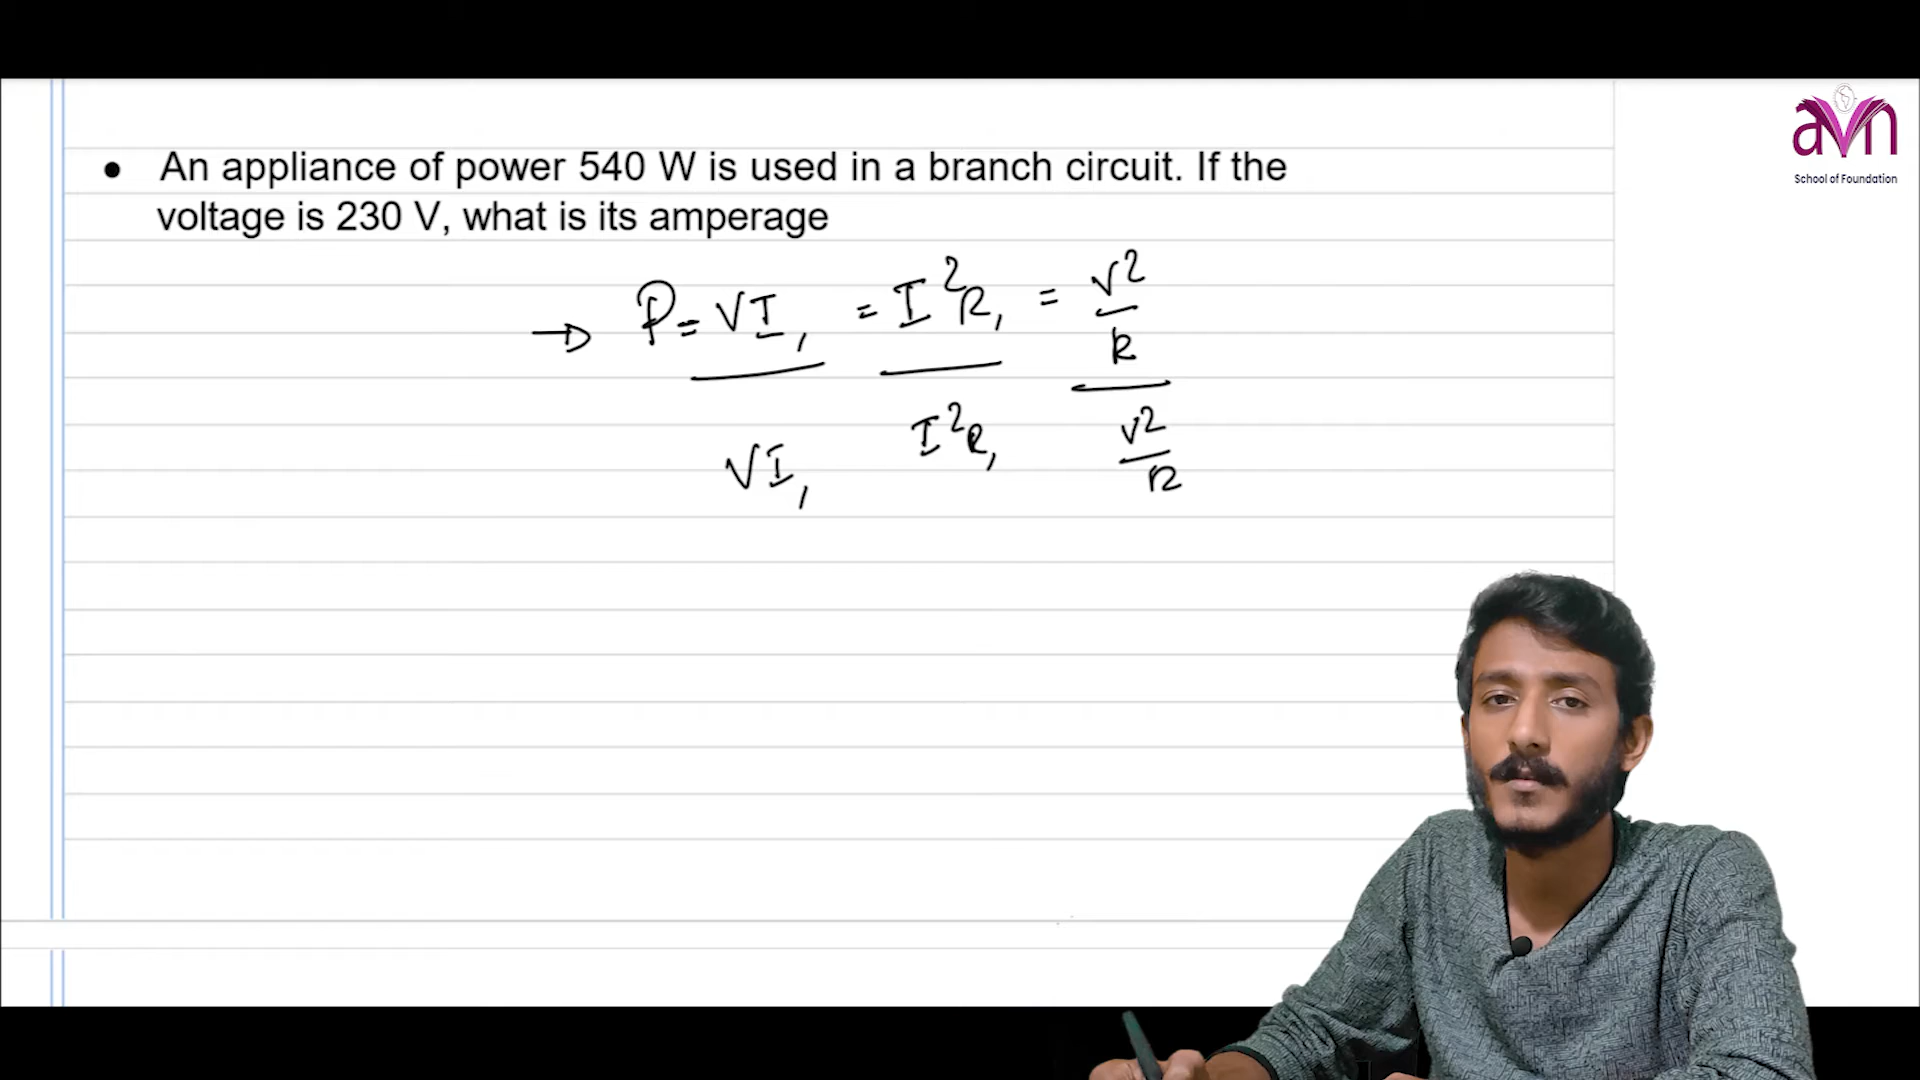 avn
School of Foundation
• An appliance of power 540 W is used in a branch circuit. If the
voltage is 230 V, what is its amperage
→ P = VI, = I²R, = V²/R
VI, I²R, V²/R